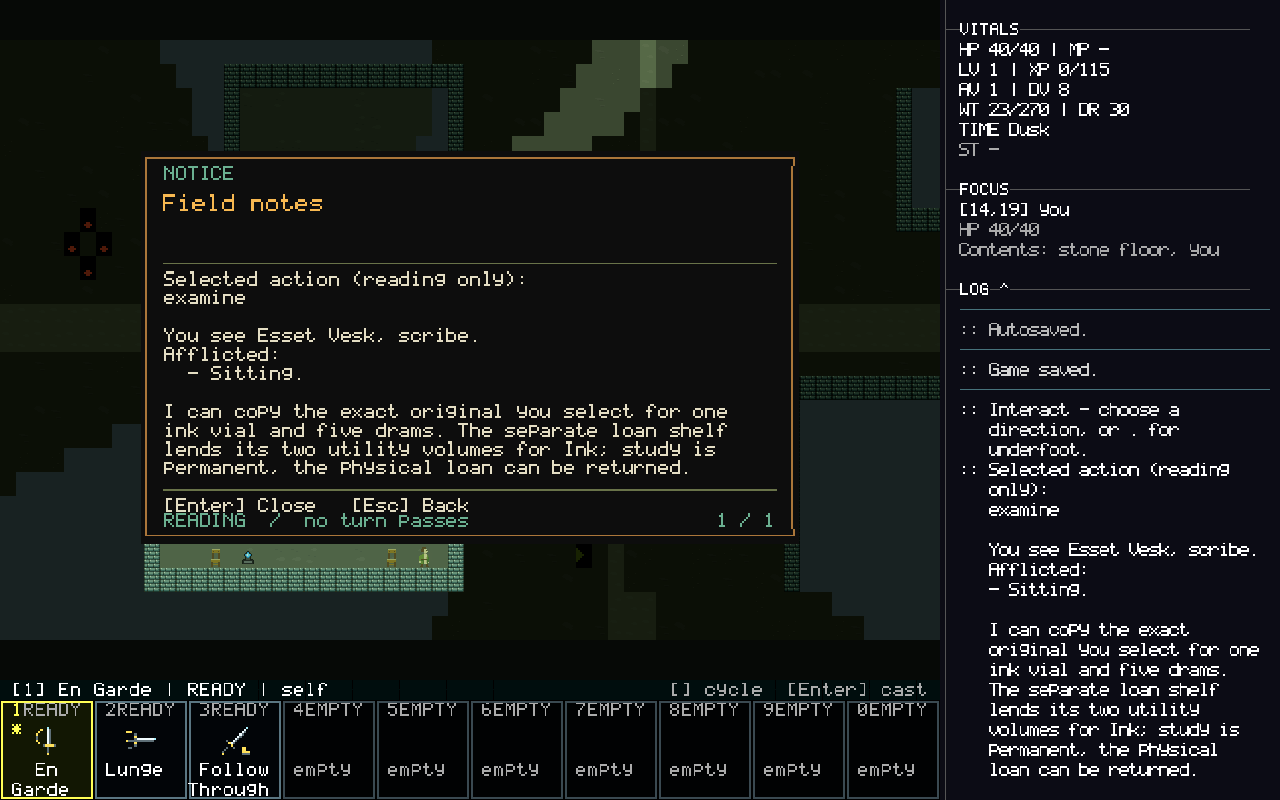 NOTICE
Field notes
Selected action (reading only):
examine
You see Esset Vesk, scribe.
Afflicted:
- Sitting.
I can copy the exact original you select for one
ink vial and five drams. The separate loan shelf
lends its two utility volumes for Ink; study is
Permanent, the Physical loan can be returned.
[Enter] Close [Esc] Back
READING / no turn Passes 1 / 1
[1] En Garde | READY | self [] cycle [Enter] cast
1READY 2READY 3READY 4EMPTY 5EMPTY 6EMPTY 7EMPTY 8EMPTY 9EMPTY 0EMPTY
*
En Garde Lunge Follow Through empty empty empty empty empty empty empty
VITALS
HP 40/40 | MP -
LV 1 | XP 0/115
AV 1 | DV 8
WT 23/270 | DR 30
TIME Dusk
ST -
FOCUS
[14,19] You
HP 40/40
Contents: stone floor, You
LOG ^
:: Autosaved.
:: Game saved.
:: Interact - choose a
direction, or . for
underfoot.
:: Selected action (reading
only):
examine
You see Esset Vesk, scribe.
Afflicted:
- Sitting.
I can copy the exact
original you select for one
ink vial and five drams.
The separate loan shelf
lends its two utility
volumes for Ink; study is
Permanent, the Physical
loan can be returned.